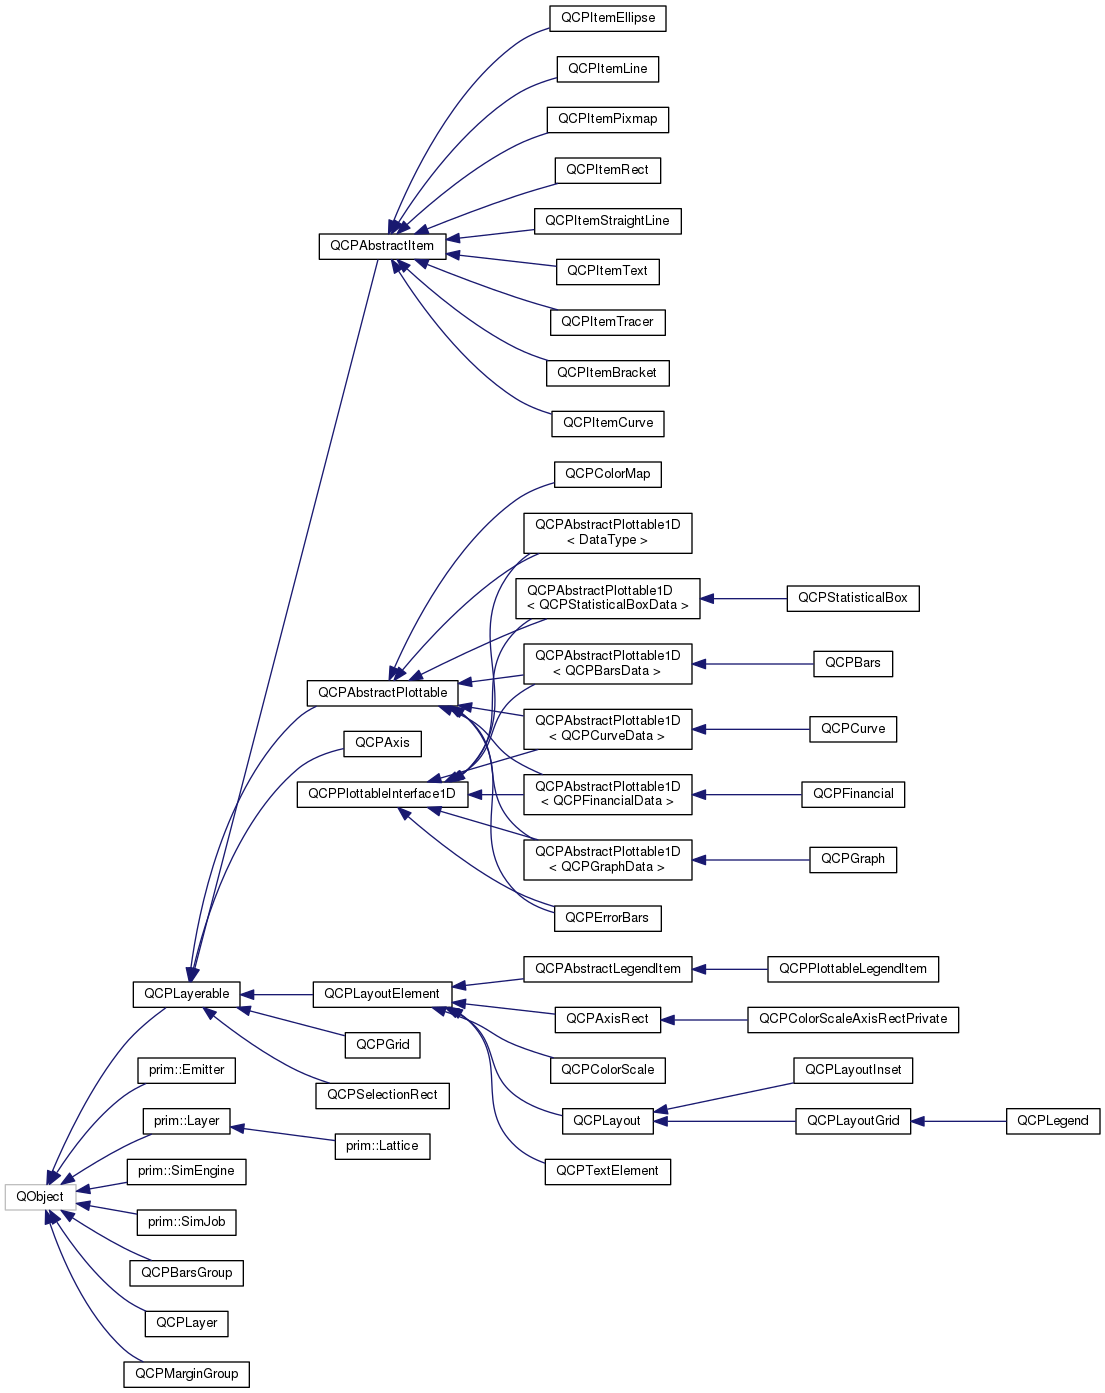 QCPItemEllipse
QCPItemLine
QCPItemPixmap
QCPItemRect
QCPItemStraightLine
QCPAbstractItem
QCPItemText
QCPItemTracer
QCPItemBracket
QCPItemCurve
QCPColorMap
QCPAbstractPlottable1D
< DataType >
QCPAbstractPlottable1D
< QCPStatisticalBoxData >
QCPStatisticalBox
QCPAbstractPlottable1D
< QCPBarsData >
QCPBars
QCPAbstractPlottable
QCPAbstractPlottable1D
< QCPCurveData >
QCPCurve
QCPAxis
QCPPlottableInterface1D
QCPAbstractPlottable1D
< QCPFinancialData >
QCPFinancial
QCPAbstractPlottable1D
< QCPGraphData >
QCPGraph
QCPErrorBars
QCPAbstractLegendItem
QCPPlottableLegendItem
QCPLayerable
QCPLayoutElement
QCPAxisRect
QCPColorScaleAxisRectPrivate
QCPGrid
QCPColorScale
QCPLayoutInset
prim::Emitter
QCPSelectionRect
prim::Layer
QCPLayout
QCPLayoutGrid
QCPLegend
prim::Lattice
prim::SimEngine
QCPTextElement
QObject
prim::SimJob
QCPBarsGroup
QCPLayer
QCPMarginGroup